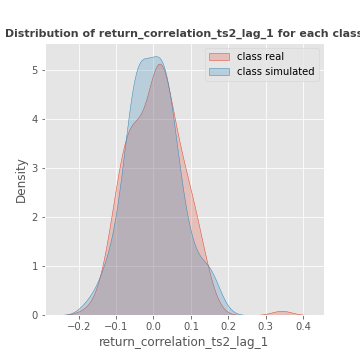 Distribution of return_correlation_ts2_lag_1 for each class
class real
class simulated
Density
5
4
3
2
1
0
−0.2 −0.1 0.0 0.1 0.2 0.3 0.4
return_correlation_ts2_lag_1